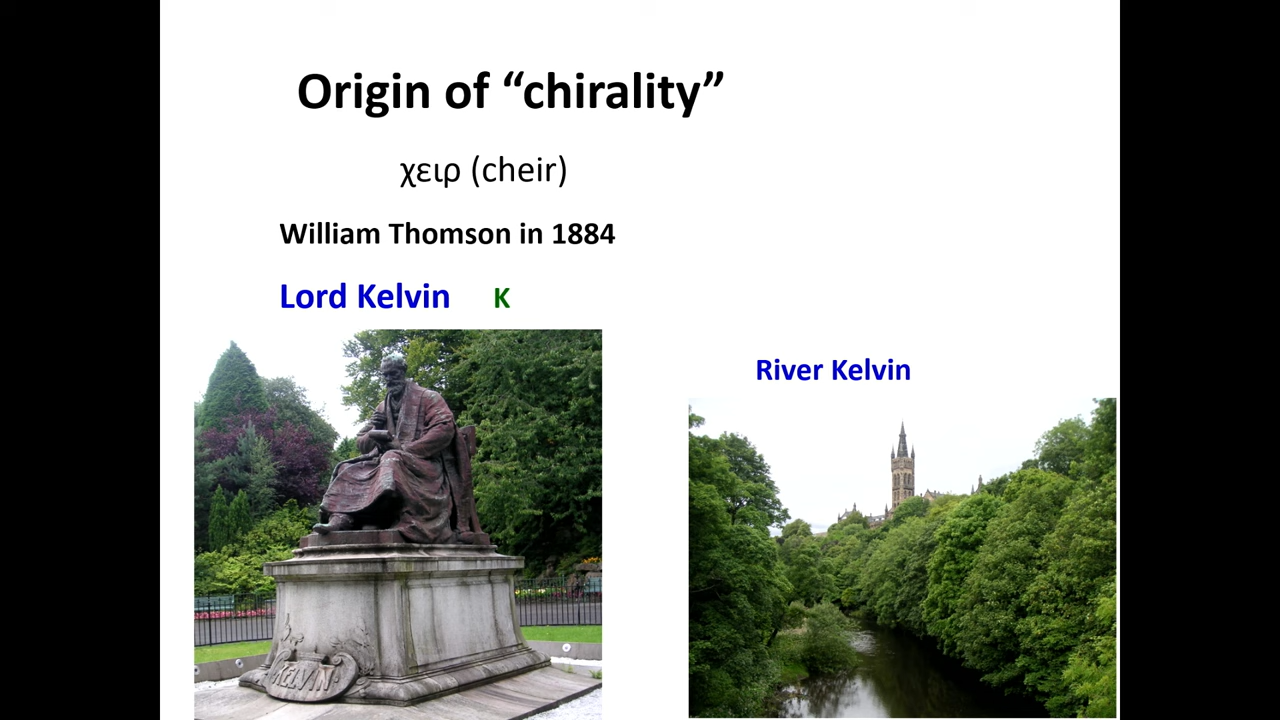 Origin of “chirality”
χειρ (cheir)
William Thomson in 1884
Lord Kelvin K
River Kelvin
KELVIN